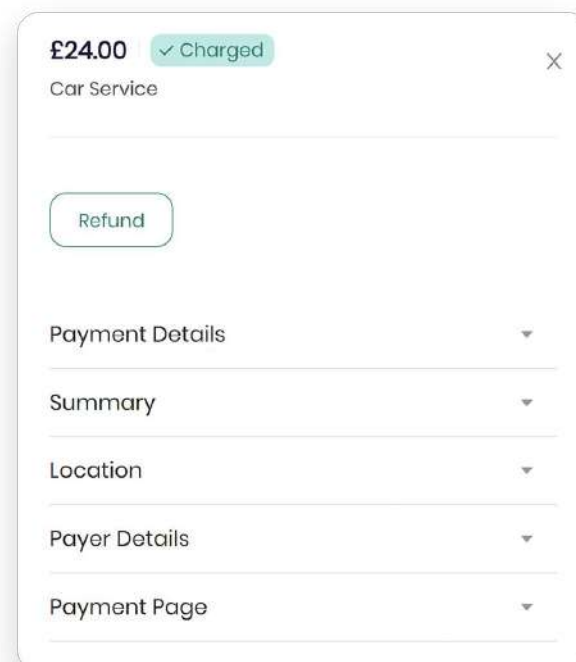 £24.00 ✓ Charged
Car Service
Refund
Payment Details
Summary
Location
Payer Details
Payment Page